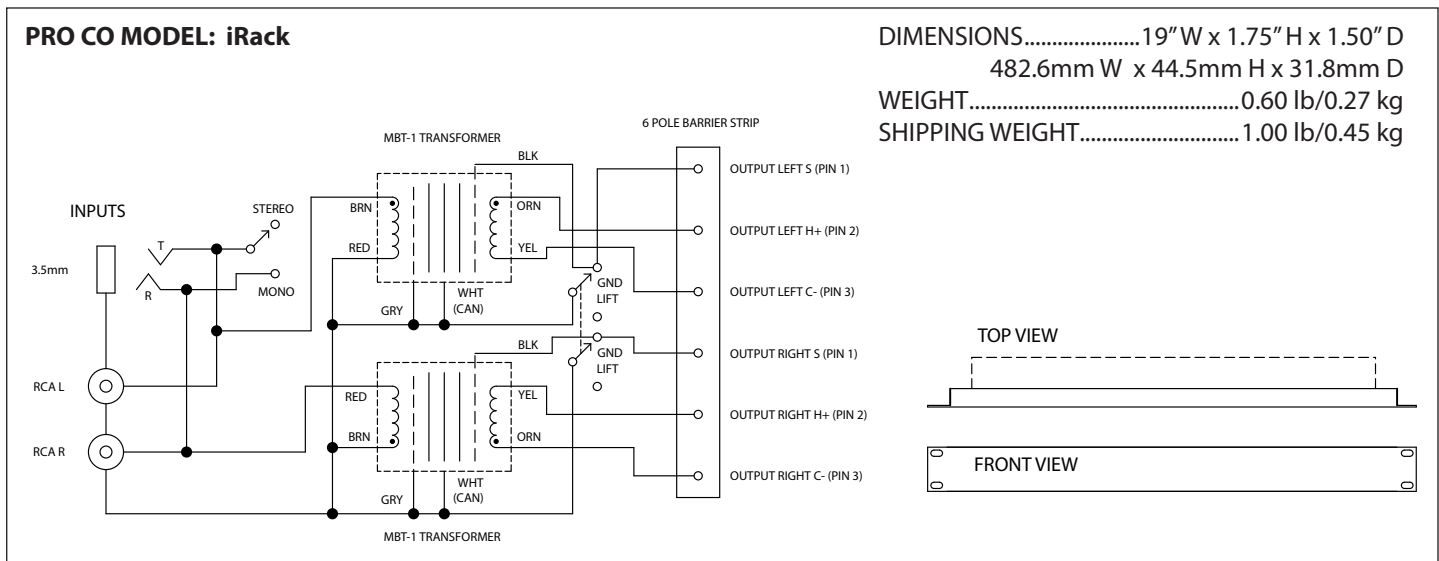 PRO CO MODEL: iRack
DIMENSIONS.....................19”W x 1.75” H x 1.50” D
482.6mm W x 44.5mm H x 31.8mm D
WEIGHT...............................................0.60 lb/0.27 kg
SHIPPING WEIGHT............................1.00 lb/0.45 kg
6 POLE BARRIER STRIP
MBT-1 TRANSFORMER
BLK
OUTPUT LEFT S (PIN 1)
INPUTS
STEREO
BRN
ORN
T
OUTPUT LEFT H+ (PIN 2)
RED
YEL
3.5mm
R
MONO
GND
LIFT
OUTPUT LEFT C- (PIN 3)
WHT
(CAN)
GRY
BLK
GND
LIFT
OUTPUT RIGHT S (PIN 1)
TOP VIEW
RCA L
RED
YEL
OUTPUT RIGHT H+ (PIN 2)
BRN
ORN
RCA R
FRONT VIEW
OUTPUT RIGHT C- (PIN 3)
WHT
(CAN)
GRY
MBT-1 TRANSFORMER